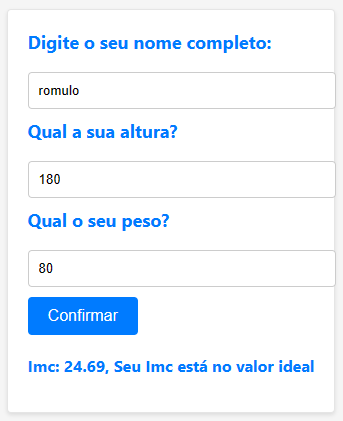 Digite o seu nome completo:
romulo
Qual a sua altura?
180
Qual o seu peso?
80
Confirmar
Imc: 24.69, Seu Imc está no valor ideal